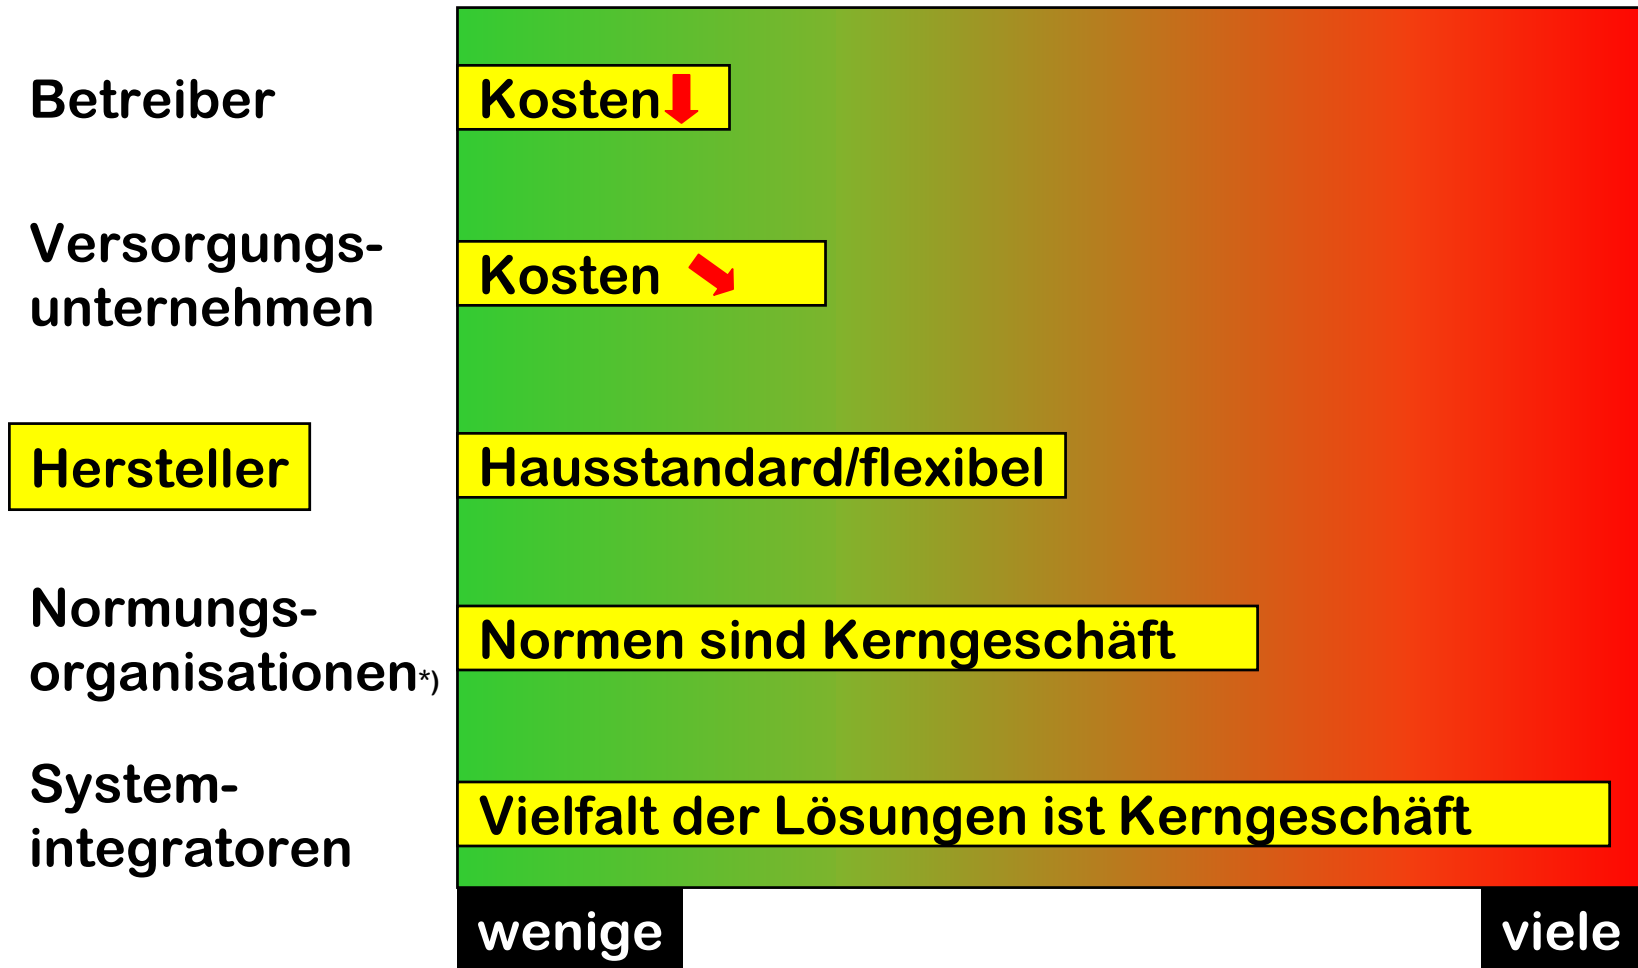 Betreiber
Kosten
Versorgungs-
unternehmen
Kosten
Hersteller
Hausstandard/flexibel
Normungs-
organisationen*)
Normen sind Kerngeschäft
System-
integratoren
Vielfalt der Lösungen ist Kerngeschäft
wenige
viele